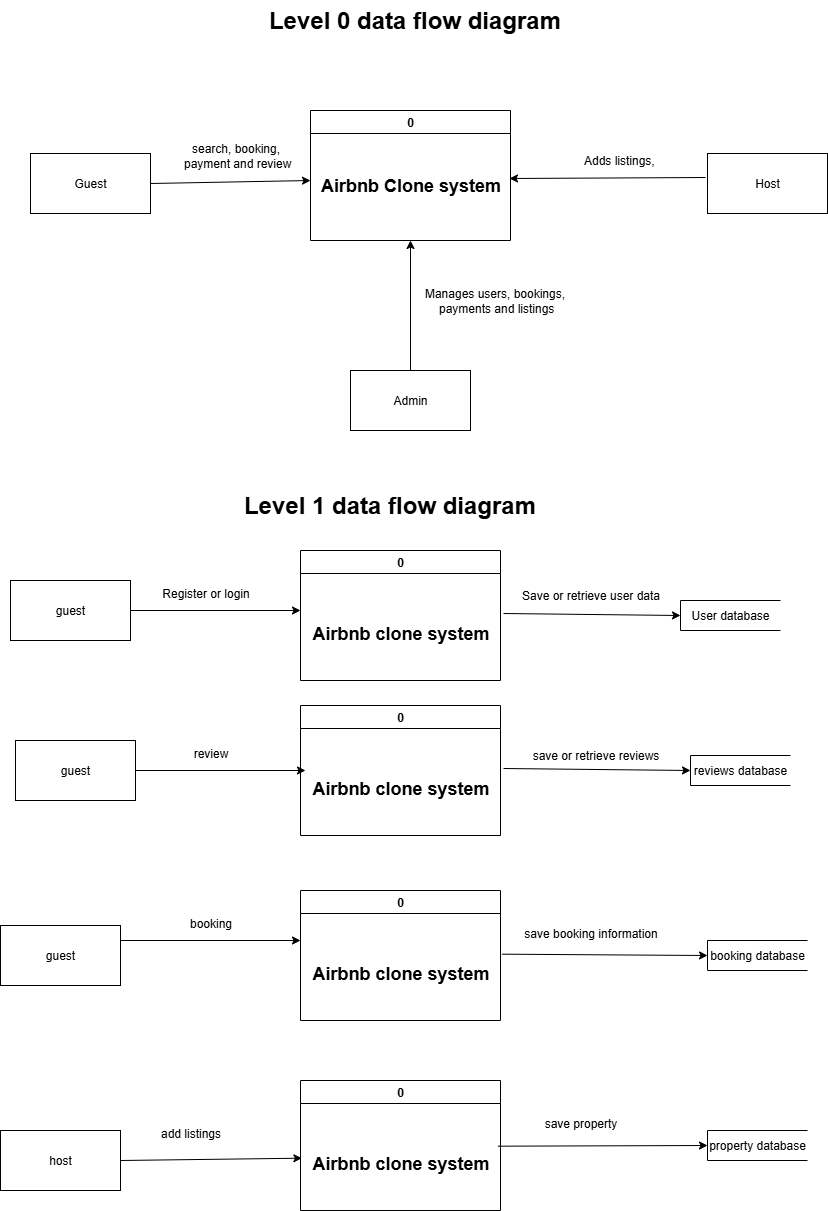 Level 0 data flow diagram
0
search, booking,
payment and review
Adds listings,
Guest
Airbnb Clone system
Host
Manages users, bookings,
payments and listings
Admin
Level 1 data flow diagram
0
Register or login
Save or retrieve user data
guest
User database
Airbnb clone system
0
review
save or retrieve reviews
guest
reviews database
Airbnb clone system
0
booking
save booking information
guest
booking database
Airbnb clone system
0
add listings
save property
host
property database
Airbnb clone system